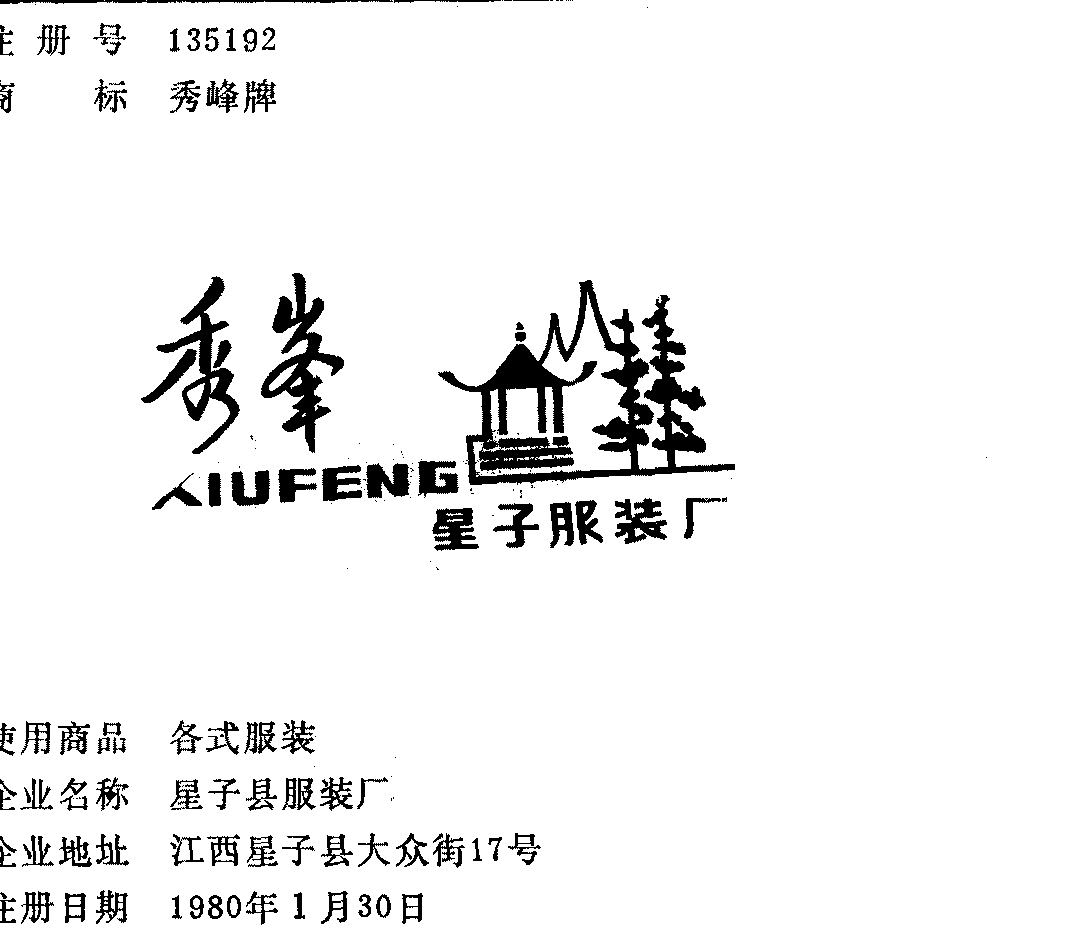 注册号 135192
商标 秀峰牌
秀峯
XIUFENG
星子服装厂
使用商品 各式服装
企业名称 星子县服装厂
企业地址 江西星子县大众街17号
注册日期 1980年1月30日